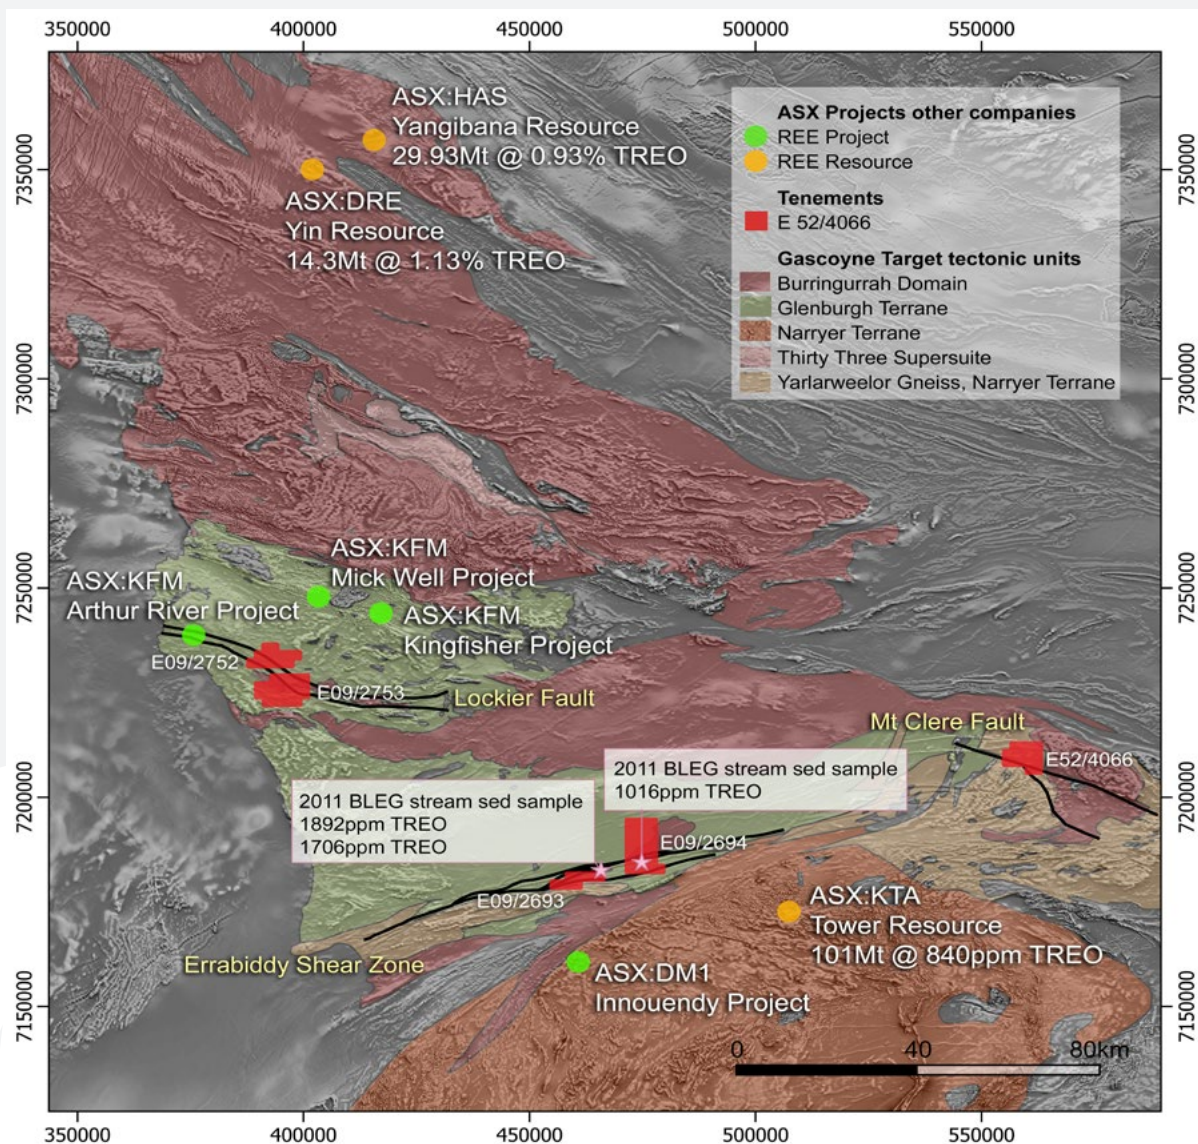 350000
400000
450000
500000
550000
7350000
7300000
7250000
7200000
7150000
ASX:HAS
Yangibana Resource
29.93Mt @ 0.93% TREO
ASX:DRE
Yin Resource
14.3Mt @ 1.13% TREO
ASX Projects other companies
REE Project
REE Resource
Tenements
E 52/4066
Gascoyne Target tectonic units
Burringurrah Domain
Glenburgh Terrane
Narryer Terrane
Thirty Three Supersuite
Yarlarweelor Gneiss, Narryer Terrane
7350000
7300000
7250000
7200000
7150000
ASX:KFM
Mick Well Project
ASX:KFM
Arthur River Project
ASX:KFM
Kingfisher Project
E09/2752
E09/2753
Lockier Fault
Mt Clere Fault
E52/4066
2011 BLEG stream sed sample
1016ppm TREO
2011 BLEG stream sed sample
1892ppm TREO
1706ppm TREO
E09/2694
E09/2693
ASX:KTA
Tower Resource
101Mt @ 840ppm TREO
Errabiddy Shear Zone
ASX:DM1
Innouendy Project
0
40
80km
350000
400000
450000
500000
550000